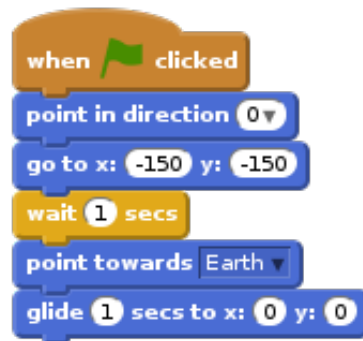 when clicked
point in direction 0
go to x: -150 y: -150
wait 1 secs
point towards Earth
glide 1 secs to x: 0 y: 0